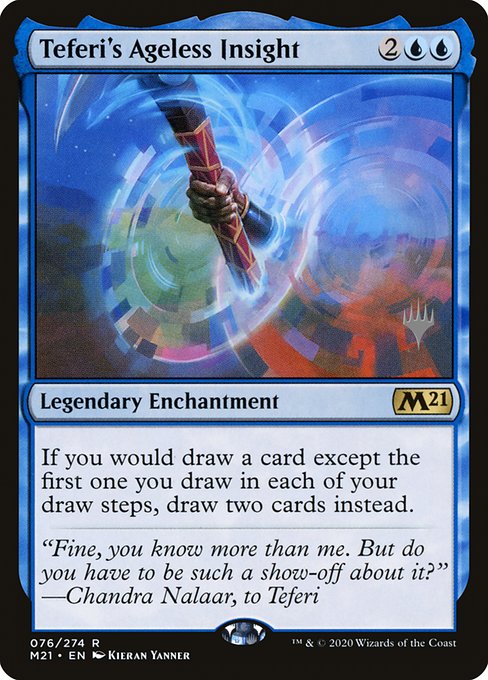 Teferi's Ageless Insight 2
Legendary Enchantment M21
If you would draw a card except the
first one you draw in each of your
draw steps, draw two cards instead.
“Fine, you know more than me. But do
you have to be such a show-off about it?”
—Chandra Nalaar, to Teferi
076/274 R
M21 • EN Kieran Yanner
™ & © 2020 Wizards of the Coast